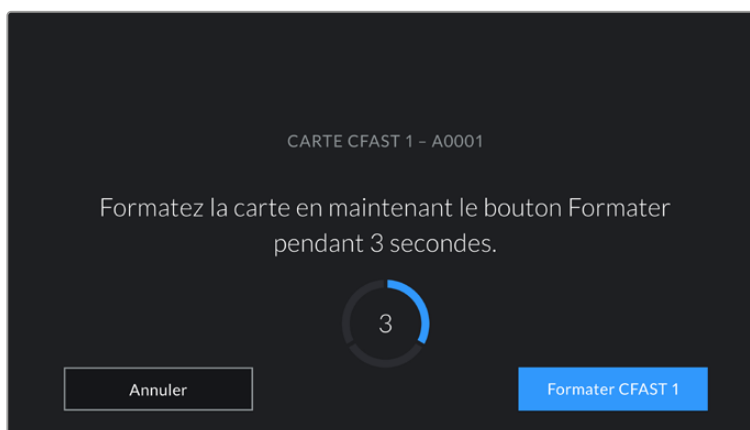 CARTE CFAST 1 – A0001
Formatez la carte en maintenant le bouton Formater
pendant 3 secondes.
3
Annuler
Formater CFAST 1